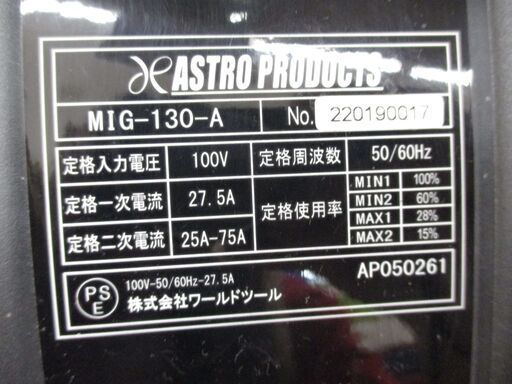 ASTRO PRODUCTS
MIG-130-A No. 220190017
定格入力電圧 100V 定格周波数 50/60Hz
定格一次電流 27.5A 定格使用率 MIN1 100%
MIN2 60%
定格二次電流 25A-75A MAX1 28%
MAX2 15%
PS
E
100V-50/60Hz-27.5A
株式会社ワールドツール
AP050261